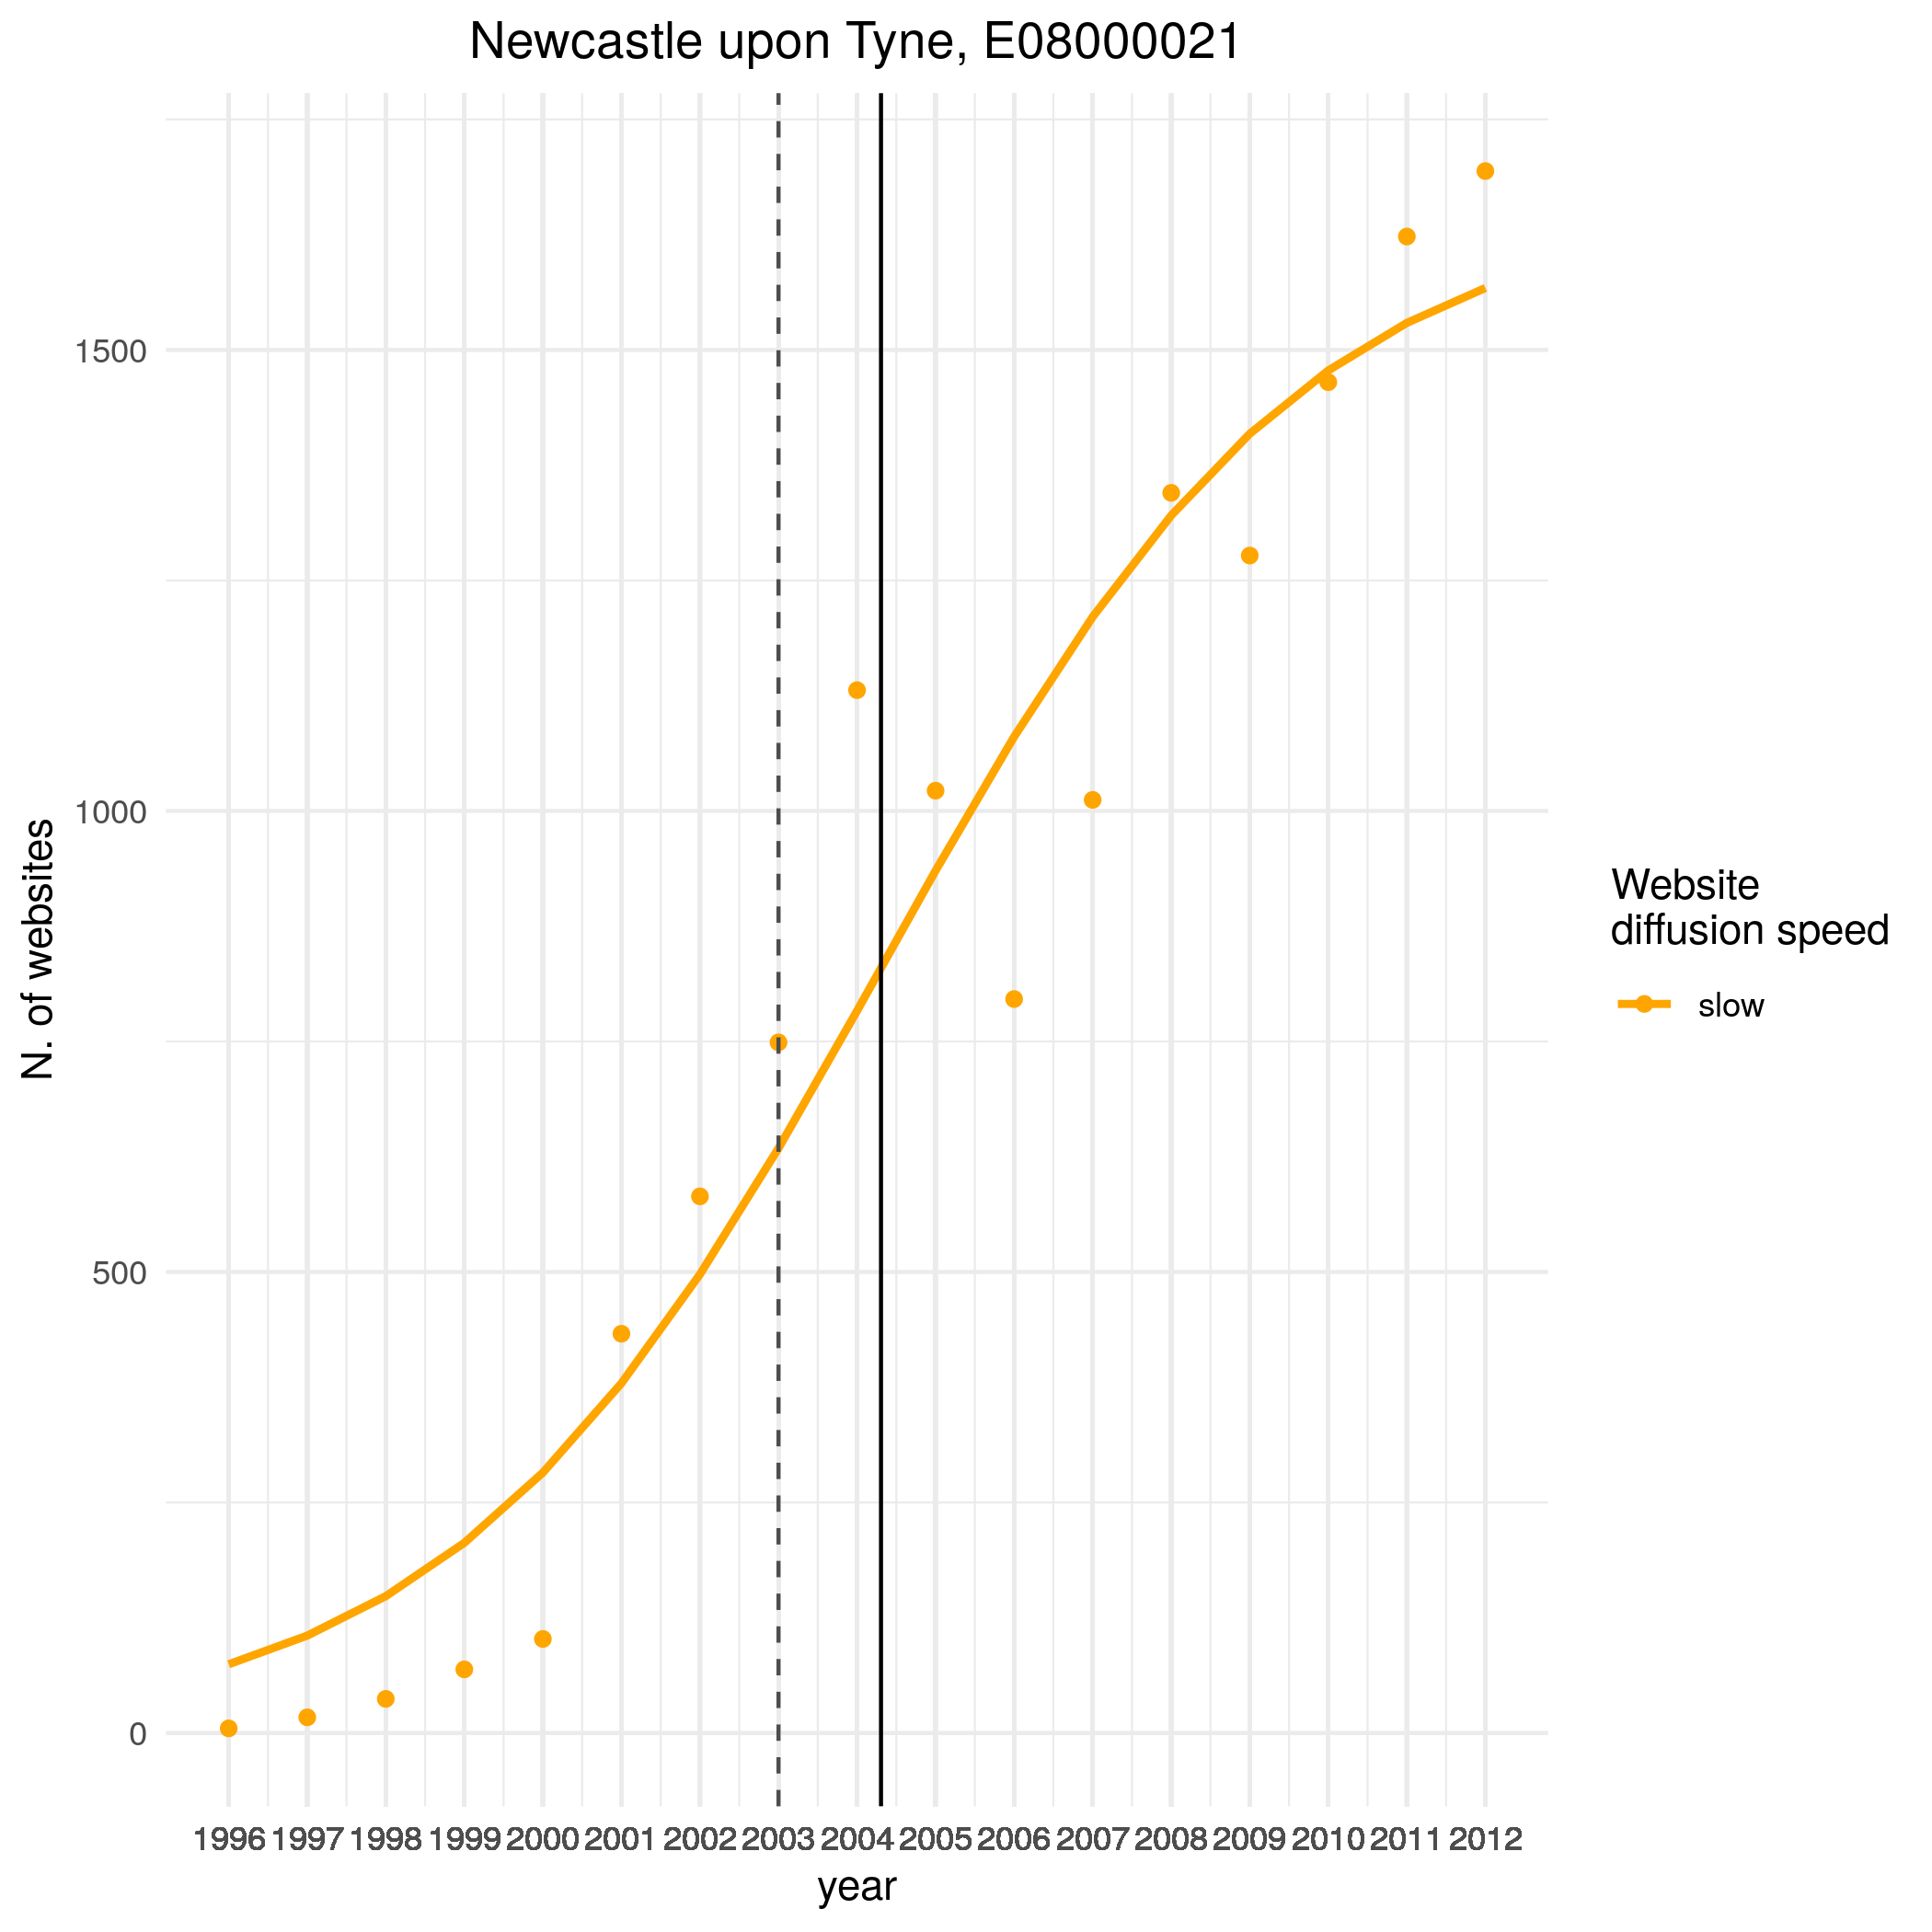 Newcastle upon Tyne, E08000021
N. of websites
1500
1000
500
0
1996 1997 1998 1999 2000 2001 2002 2003 2004 2005 2006 2007 2008 2009 2010 2011 2012
year
Website
diffusion speed
slow